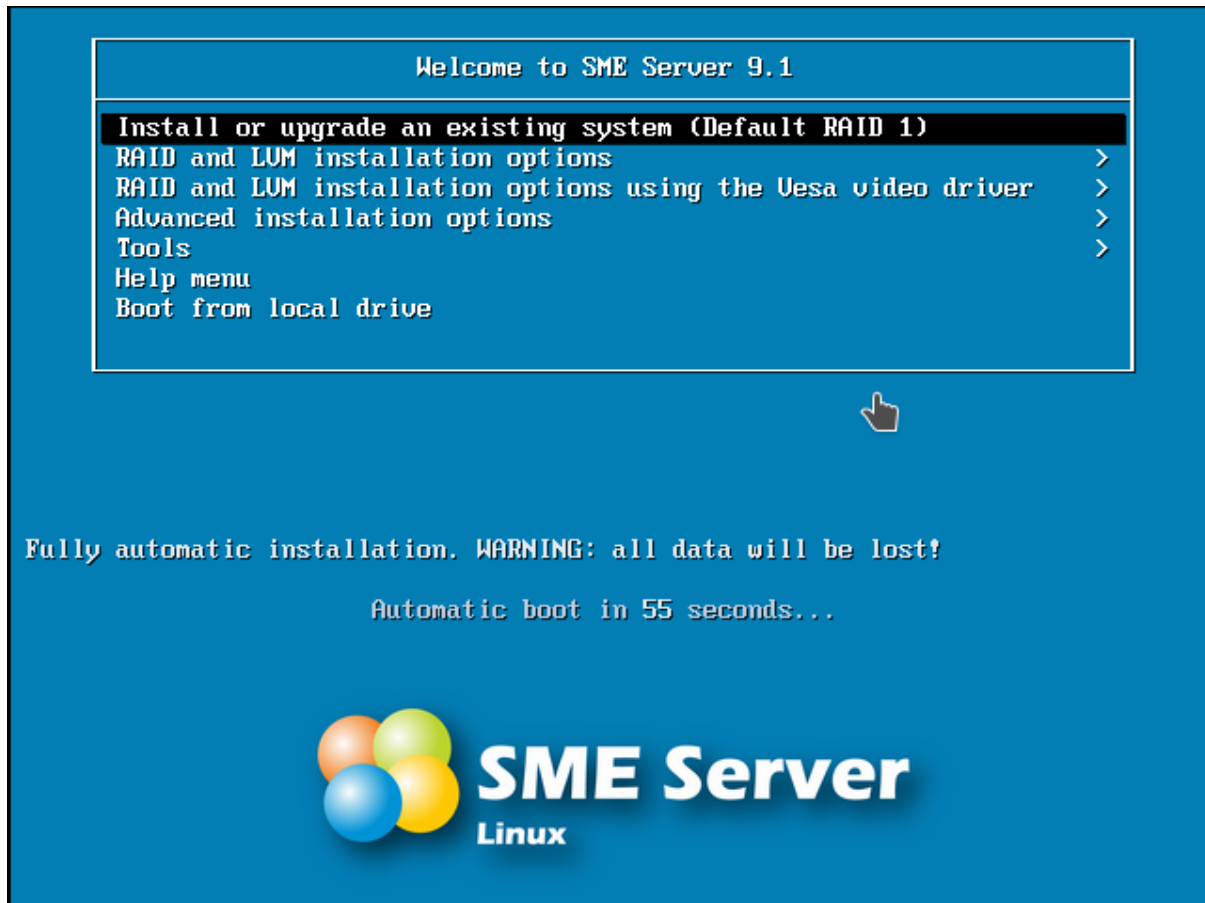 Welcome to SME Server 9.1
Install or upgrade an existing system (Default RAID 1)
RAID and LVM installation options >
RAID and LVM installation options using the Vesa video driver >
Advanced installation options >
Tools >
Help menu
Boot from local drive
Fully automatic installation. WARNING: all data will be lost!
Automatic boot in 55 seconds...
SME Server
Linux